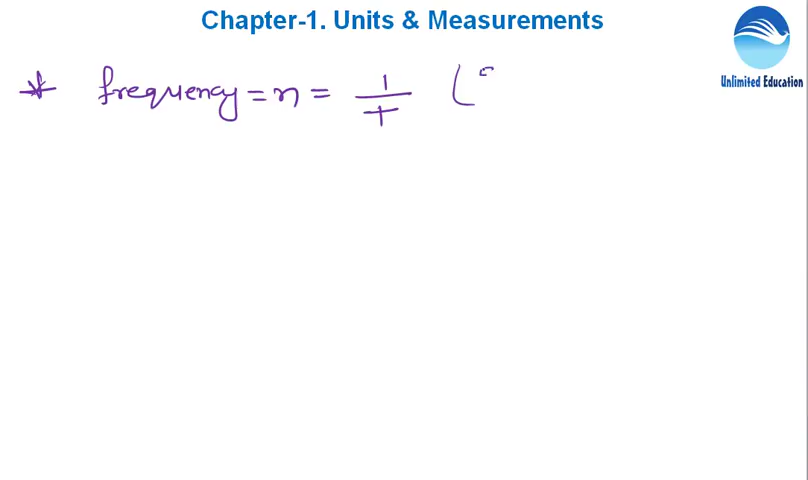 Chapter-1. Units & Measurements
Unlimited Education
* frequency = n = 1/T (